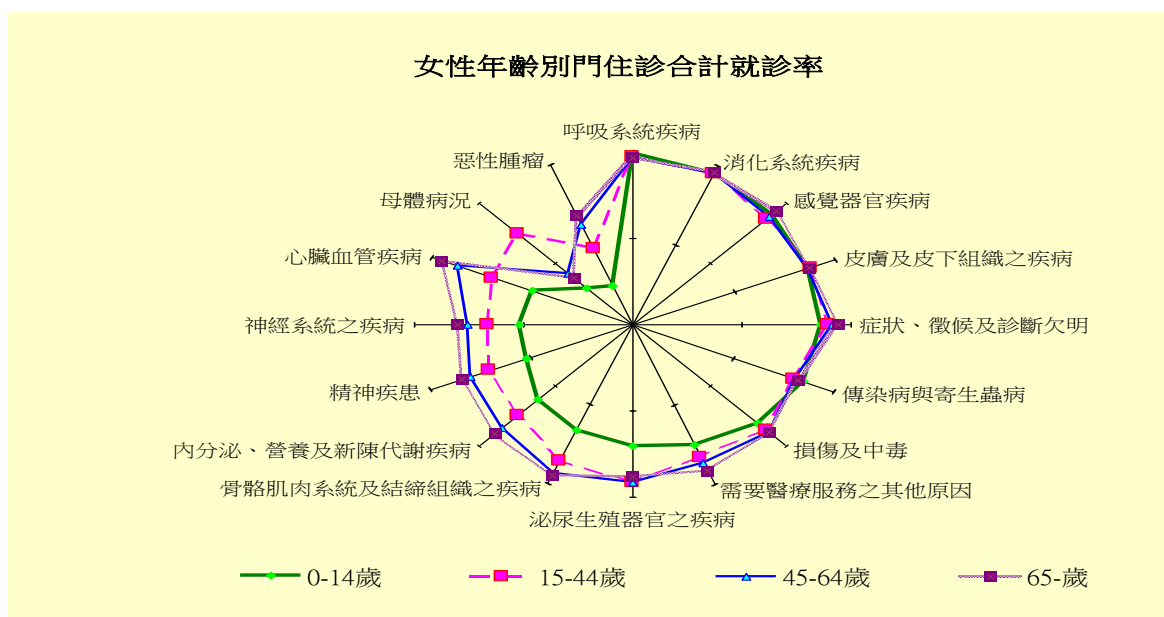 女性年齡別門住診合計就診率
呼吸系統疾病
消化系統疾病
感覺器官疾病
皮膚及皮下組織之疾病
症狀、徵候及診斷欠明
傳染病與寄生蟲病
損傷及中毒
需要醫療服務之其他原因
泌尿生殖器官之疾病
骨骼肌肉系統及結締組織之疾病
內分泌、營養及新陳代謝疾病
精神疾患
神經系統之疾病
心臟血管疾病
母體病況
惡性腫瘤
0-14歲
15-44歲
45-64歲
65-歲